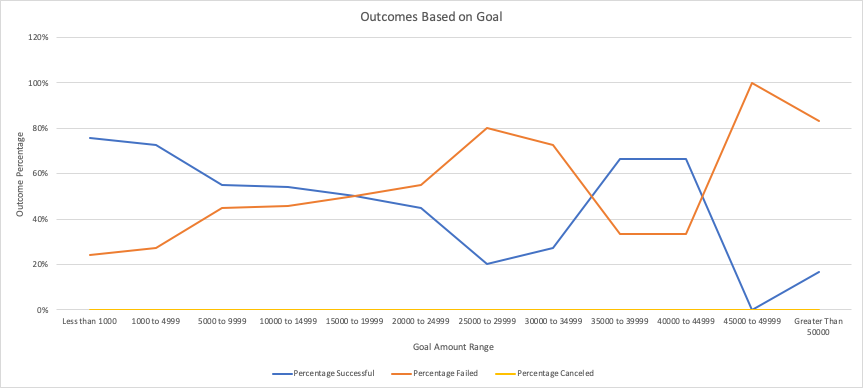 Outcomes Based on Goal
120%
100%
80%
60%
40%
20%
0%
Outcome Percentage
Less than 1000 1000 to 4999 5000 to 9999 10000 to 14999 15000 to 19999 20000 to 24999 25000 to 29999 30000 to 34999 35000 to 39999 40000 to 44999 45000 to 49999 Greater Than
50000
Goal Amount Range
Percentage Successful Percentage Failed Percentage Canceled